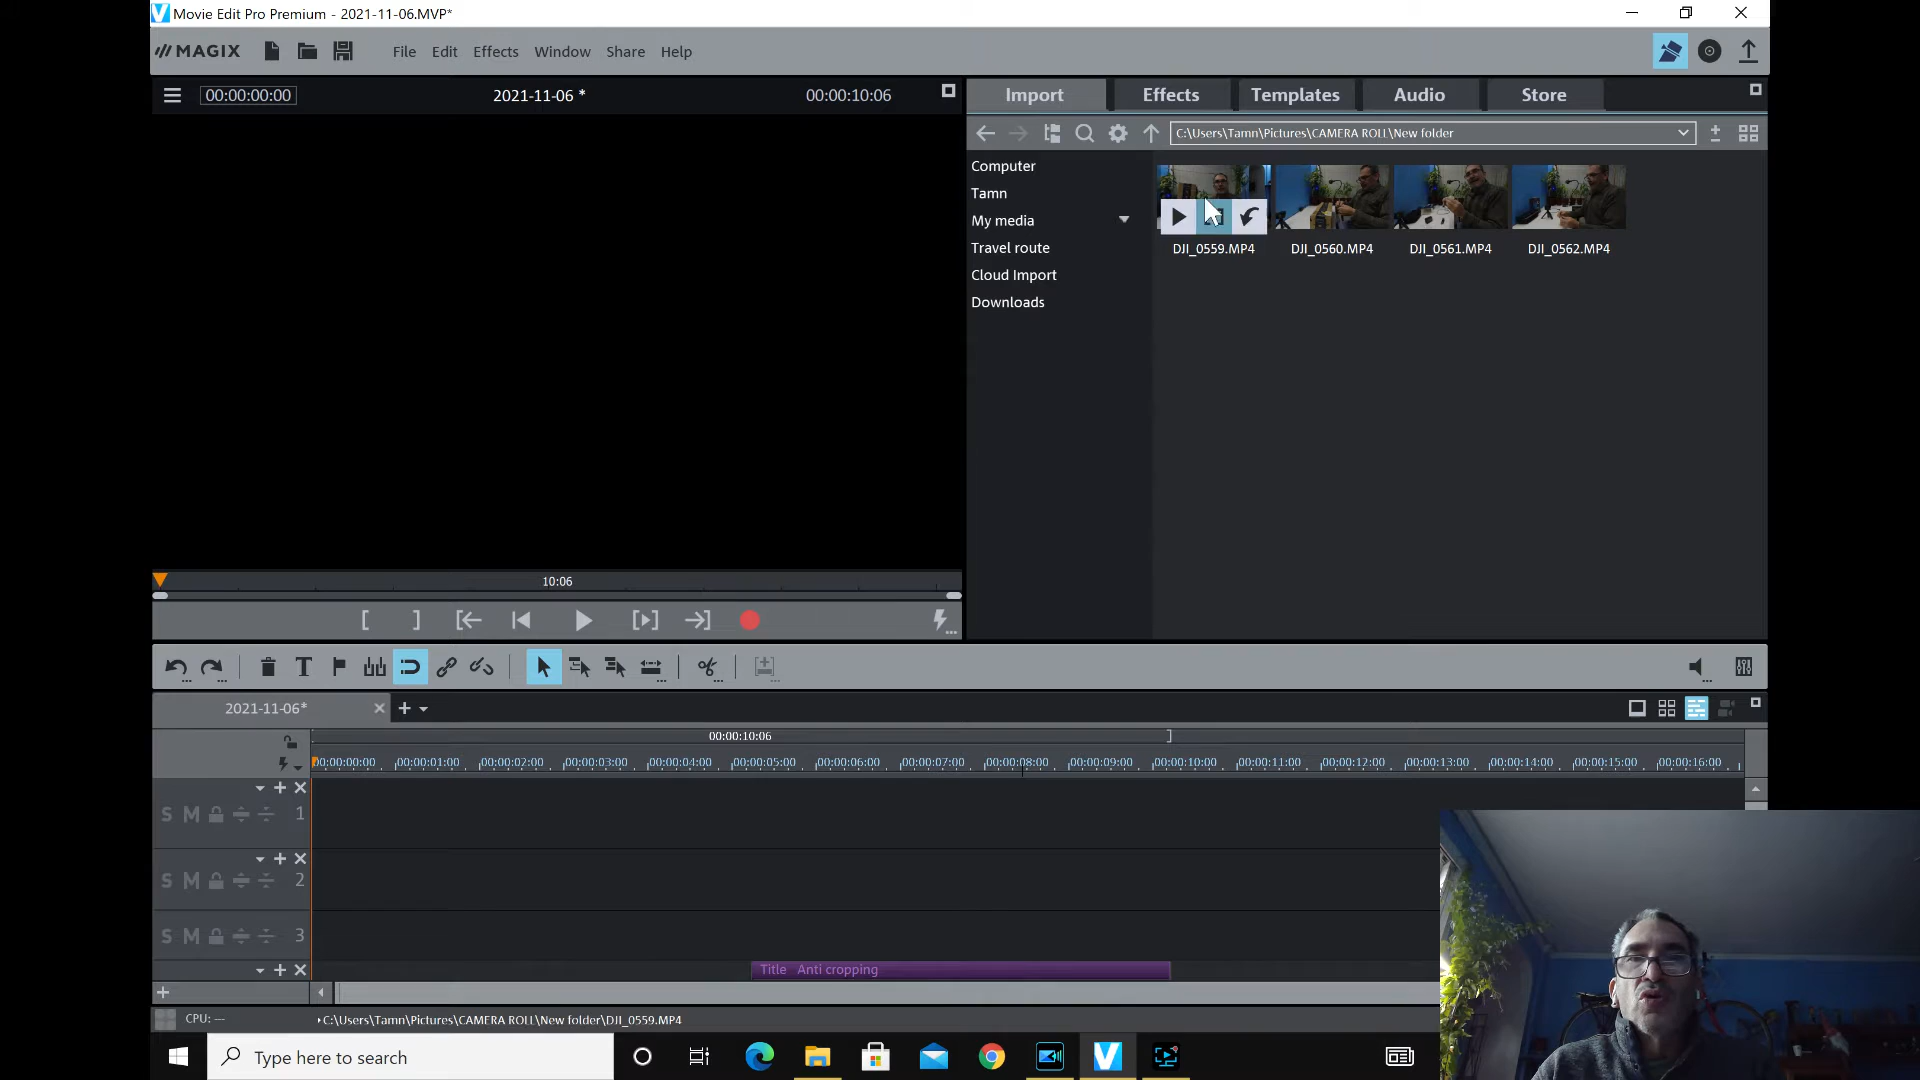 Movie Edit Pro Premium - 2021-11-06.MVP*
MAGIX File Edit Effects Window Share Help
00:00:00:00 2021-11-06 * 00:00:10:06
Import Effects Templates Audio Store
C:\Users\Tamn\Pictures\CAMERA ROLL\New folder
Computer
Tamn
My media
Travel route
Cloud Import
Downloads
DJI_0559.MP4 DJI_0560.MP4 DJI_0561.MP4 DJI_0562.MP4
10:06
2021-11-06*
00:00:10:06
00:00:00:00 00:00:01:00 00:00:02:00 00:00:03:00 00:00:04:00 00:00:05:00 00:00:06:00 00:00:07:00 00:00:08:00 00:00:09:00 00:00:10:00 00:00:11:00 00:00:12:00 00:00:13:00 00:00:14:00 00:00:15:00 00:00:16:00
S M 1
S M 2
S M 3
Title Anti cropping
CPU: --- C:\Users\Tamn\Pictures\CAMERA ROLL\New folder\DJI_0559.MP4
Type here to search